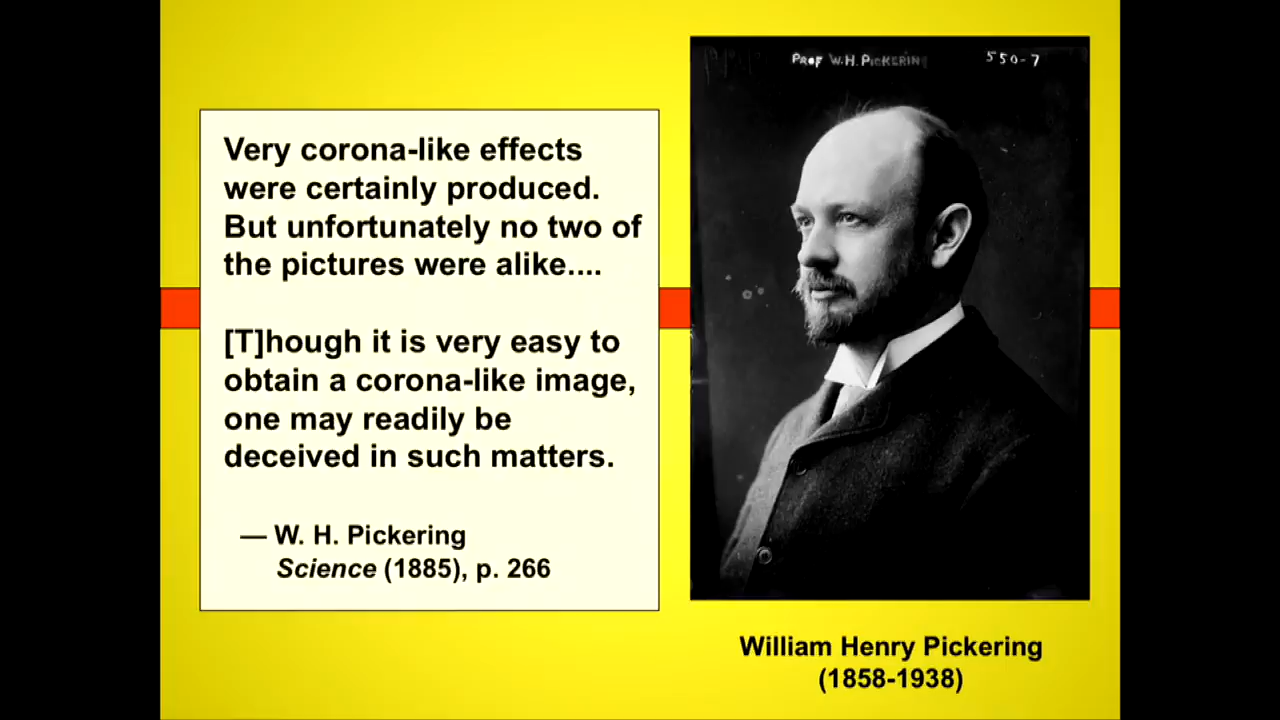 Very corona-like effects
were certainly produced.
But unfortunately no two of
the pictures were alike....
[T]hough it is very easy to
obtain a corona-like image,
one may readily be
deceived in such matters.
— W. H. Pickering
Science (1885), p. 266
PROF W.H. PICKERING 550-7
William Henry Pickering
(1858-1938)